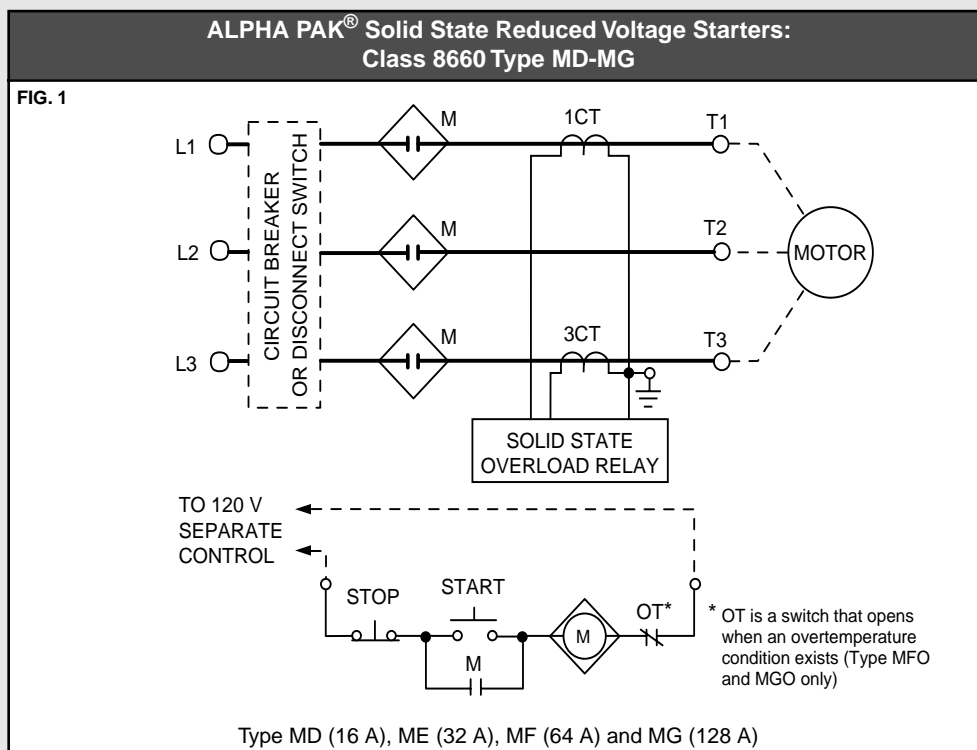 ALPHA PAK® Solid State Reduced Voltage Starters:
Class 8660 Type MD-MG
FIG. 1
M
1CT
T1
L1
CIRCUIT BREAKER
OR DISCONNECT SWITCH
M
T2
L2
MOTOR
M
3CT
T3
L3
SOLID STATE
OVERLOAD RELAY
TO 120 V
SEPARATE
CONTROL
STOP
START
OT*
M
M
* OT is a switch that opens
when an overtemperature
condition exists (Type MFO
and MGO only)
Type MD (16 A), ME (32 A), MF (64 A) and MG (128 A)